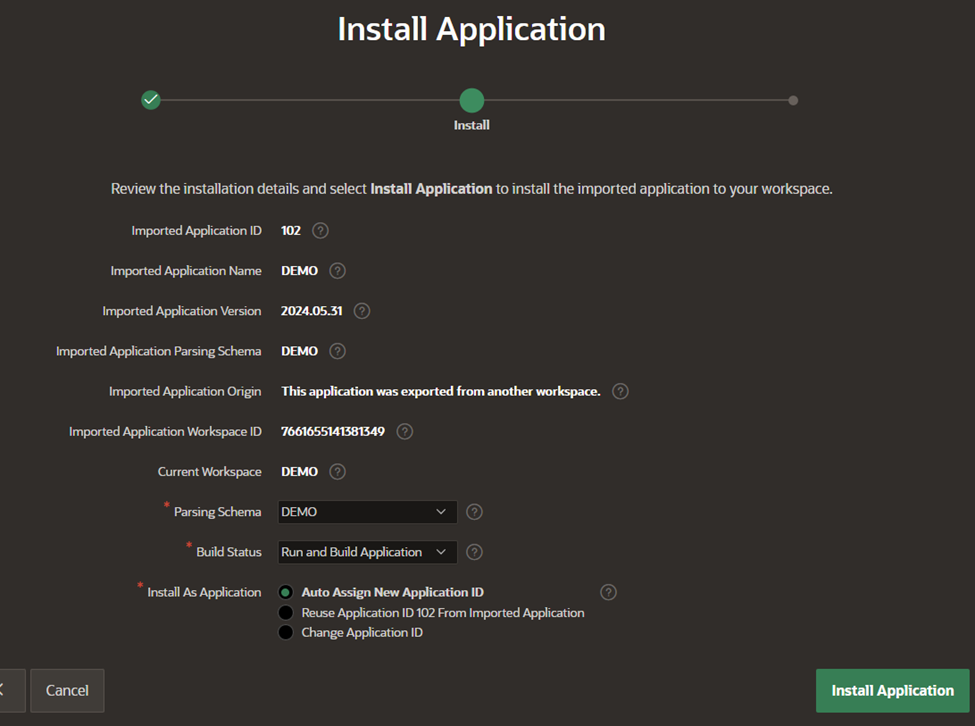 Install Application
Install
Review the installation details and select Install Application to install the imported application to your workspace.
Imported Application ID 102 ?
Imported Application Name DEMO ?
Imported Application Version 2024.05.31 ?
Imported Application Parsing Schema DEMO ?
Imported Application Origin This application was exported from another workspace. ?
Imported Application Workspace ID 7661655141381349 ?
Current Workspace DEMO ?
* Parsing Schema DEMO ?
* Build Status Run and Build Application ?
* Install As Application Auto Assign New Application ID ?
Reuse Application ID 102 From Imported Application
Change Application ID
Cancel Install Application